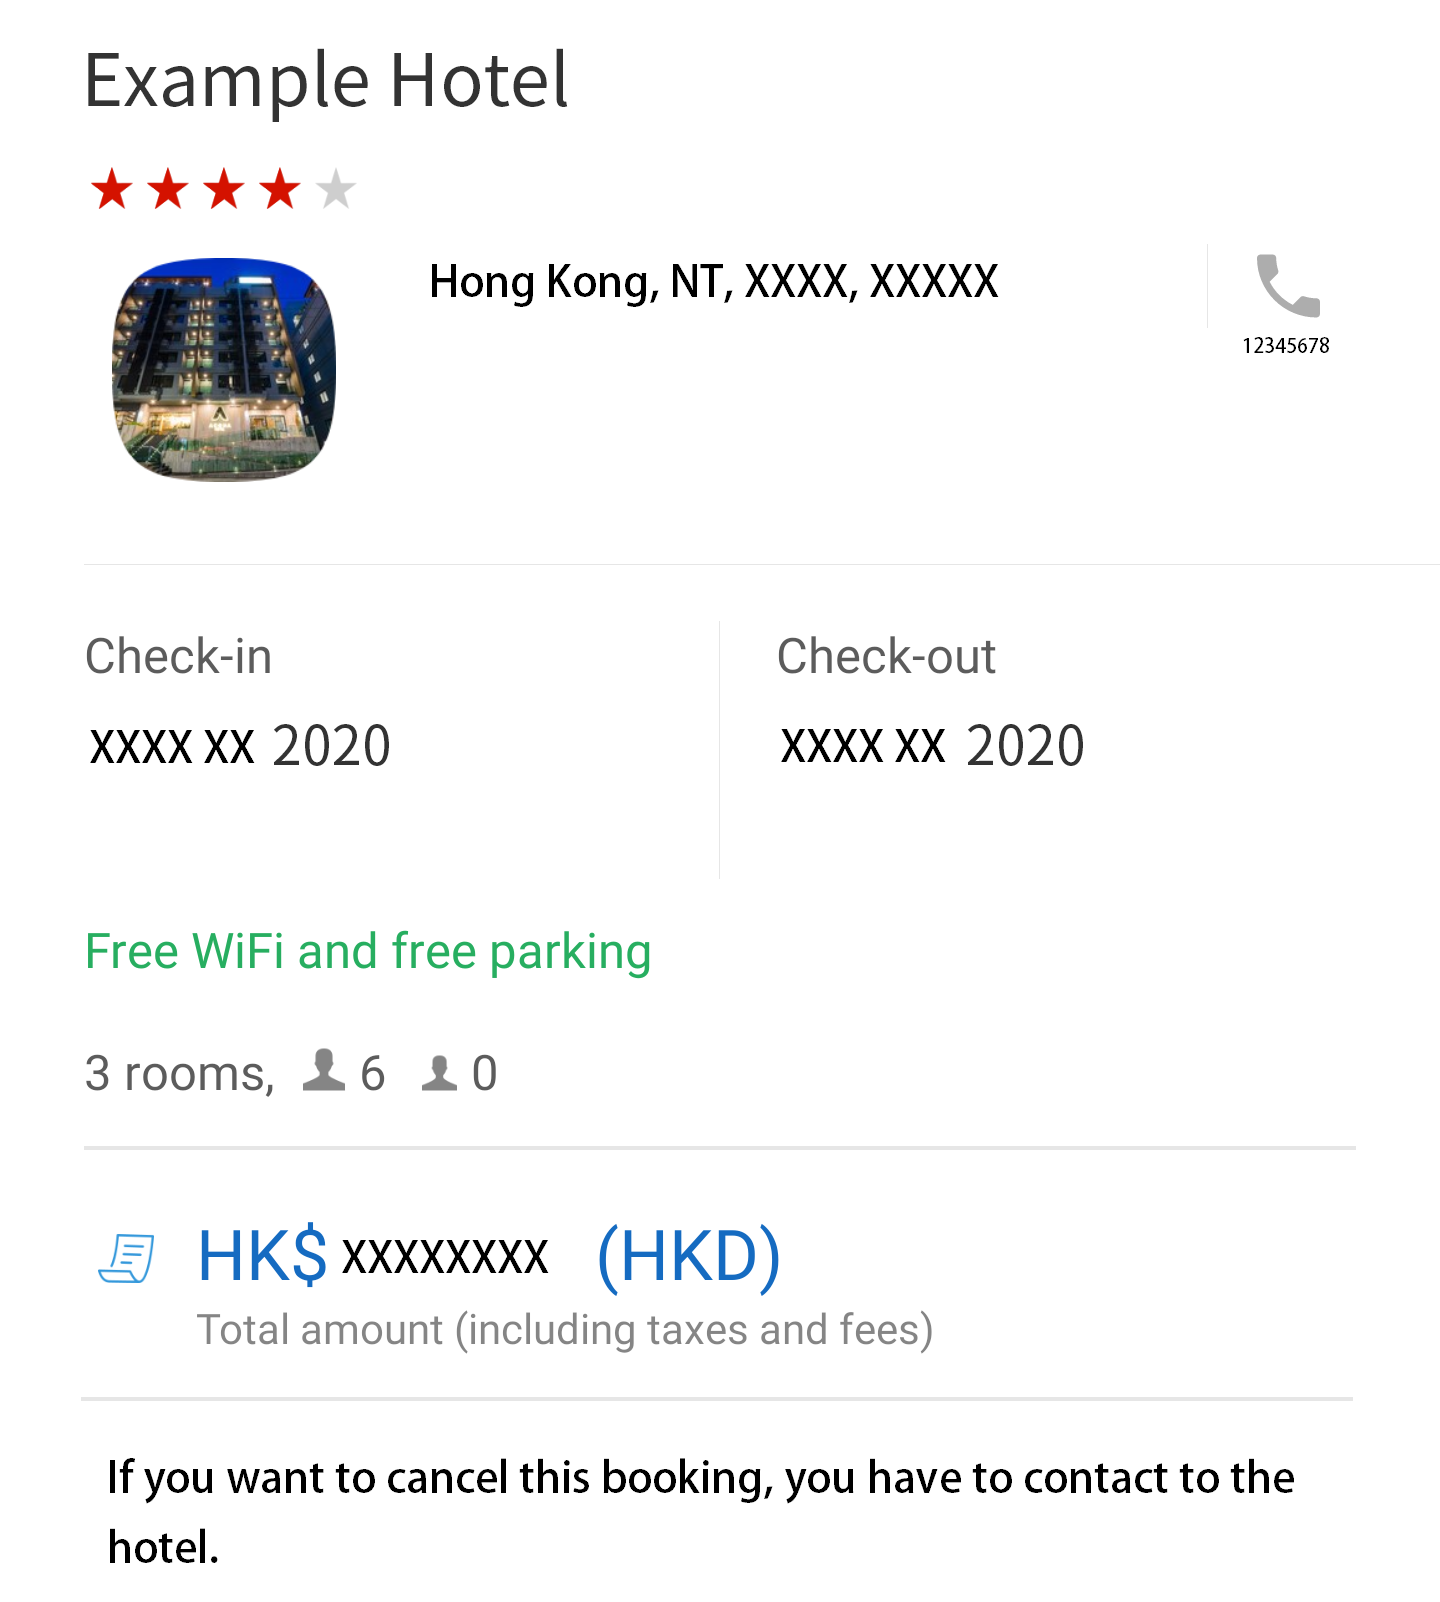 Example Hotel
Hong Kong, NT, XXXX, XXXXX
12345678
Check-in
Check-out
XXXX XX 2020
XXXX XX 2020
Free WiFi and free parking
3 rooms, 6 0
HK$ XXXXXXXX (HKD)
Total amount (including taxes and fees)
If you want to cancel this booking, you have to contact to the
hotel.